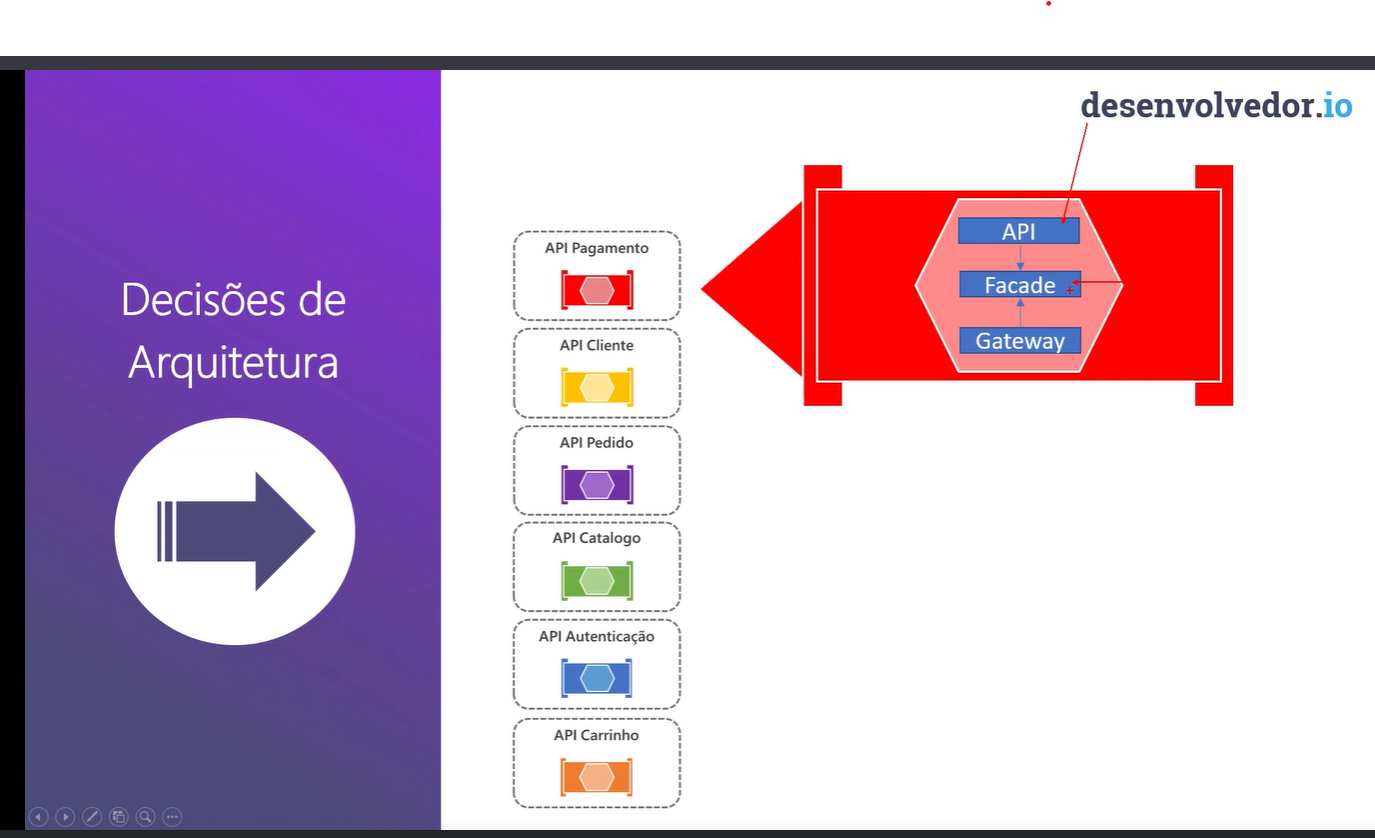 desenvolvedor.io
Decisões de
Arquitetura
API Pagamento
API Cliente
API Pedido
API Catalogo
API Autenticação
API Carrinho
API
Facade
Gateway